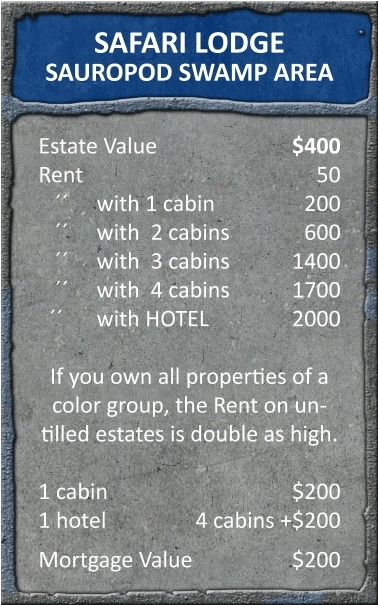 SAFARI LODGE
SAUROPOD SWAMP AREA
Estate Value $400
Rent 50
´´ with 1 cabin 200
´´ with 2 cabins 600
´´ with 3 cabins 1400
´´ with 4 cabins 1700
´´ with HOTEL 2000
If you own all properties of a
color group, the Rent on un-
tilled estates is double as high.
1 cabin $200
1 hotel 4 cabins +$200
Mortgage Value $200